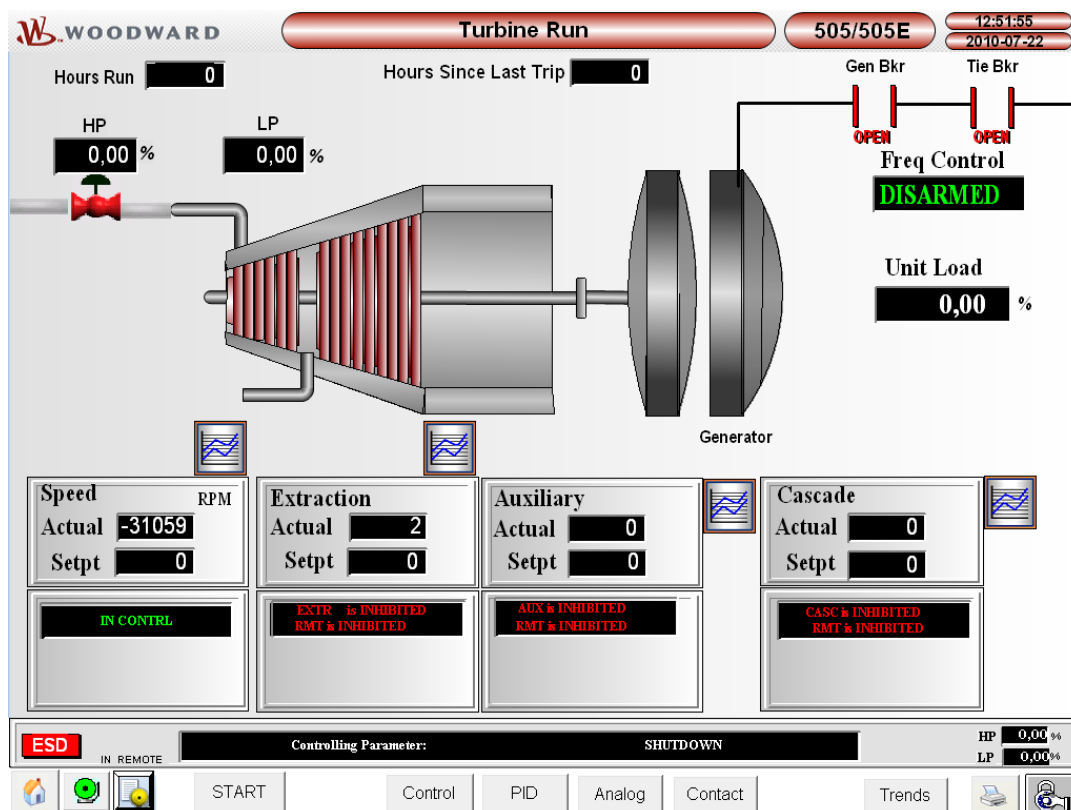 WOODWARD
Turbine Run
505/505E
12:51:55
2010-07-22
Hours Run 0
Hours Since Last Trip 0
Gen Bkr
Tie Bkr
OPEN
OPEN
HP
0,00 %
LP
0,00 %
Freq Control
DISARMED
Unit Load
0,00 %
Generator
Speed RPM
Actual -31059
Setpt 0
IN CONTRL
Extraction
Actual 2
Setpt 0
EXTR is INHIBITED
RMT is INHIBITED
Auxiliary
Actual 0
Setpt 0
AUX is INHIBITED
RMT is INHIBITED
Cascade
Actual 0
Setpt 0
CASC is INHIBITED
RMT is INHIBITED
ESD
IN REMOTE
Controlling Parameter: SHUTDOWN
HP 0,00 %
LP 0,00 %
START
Control
PID
Analog
Contact
Trends